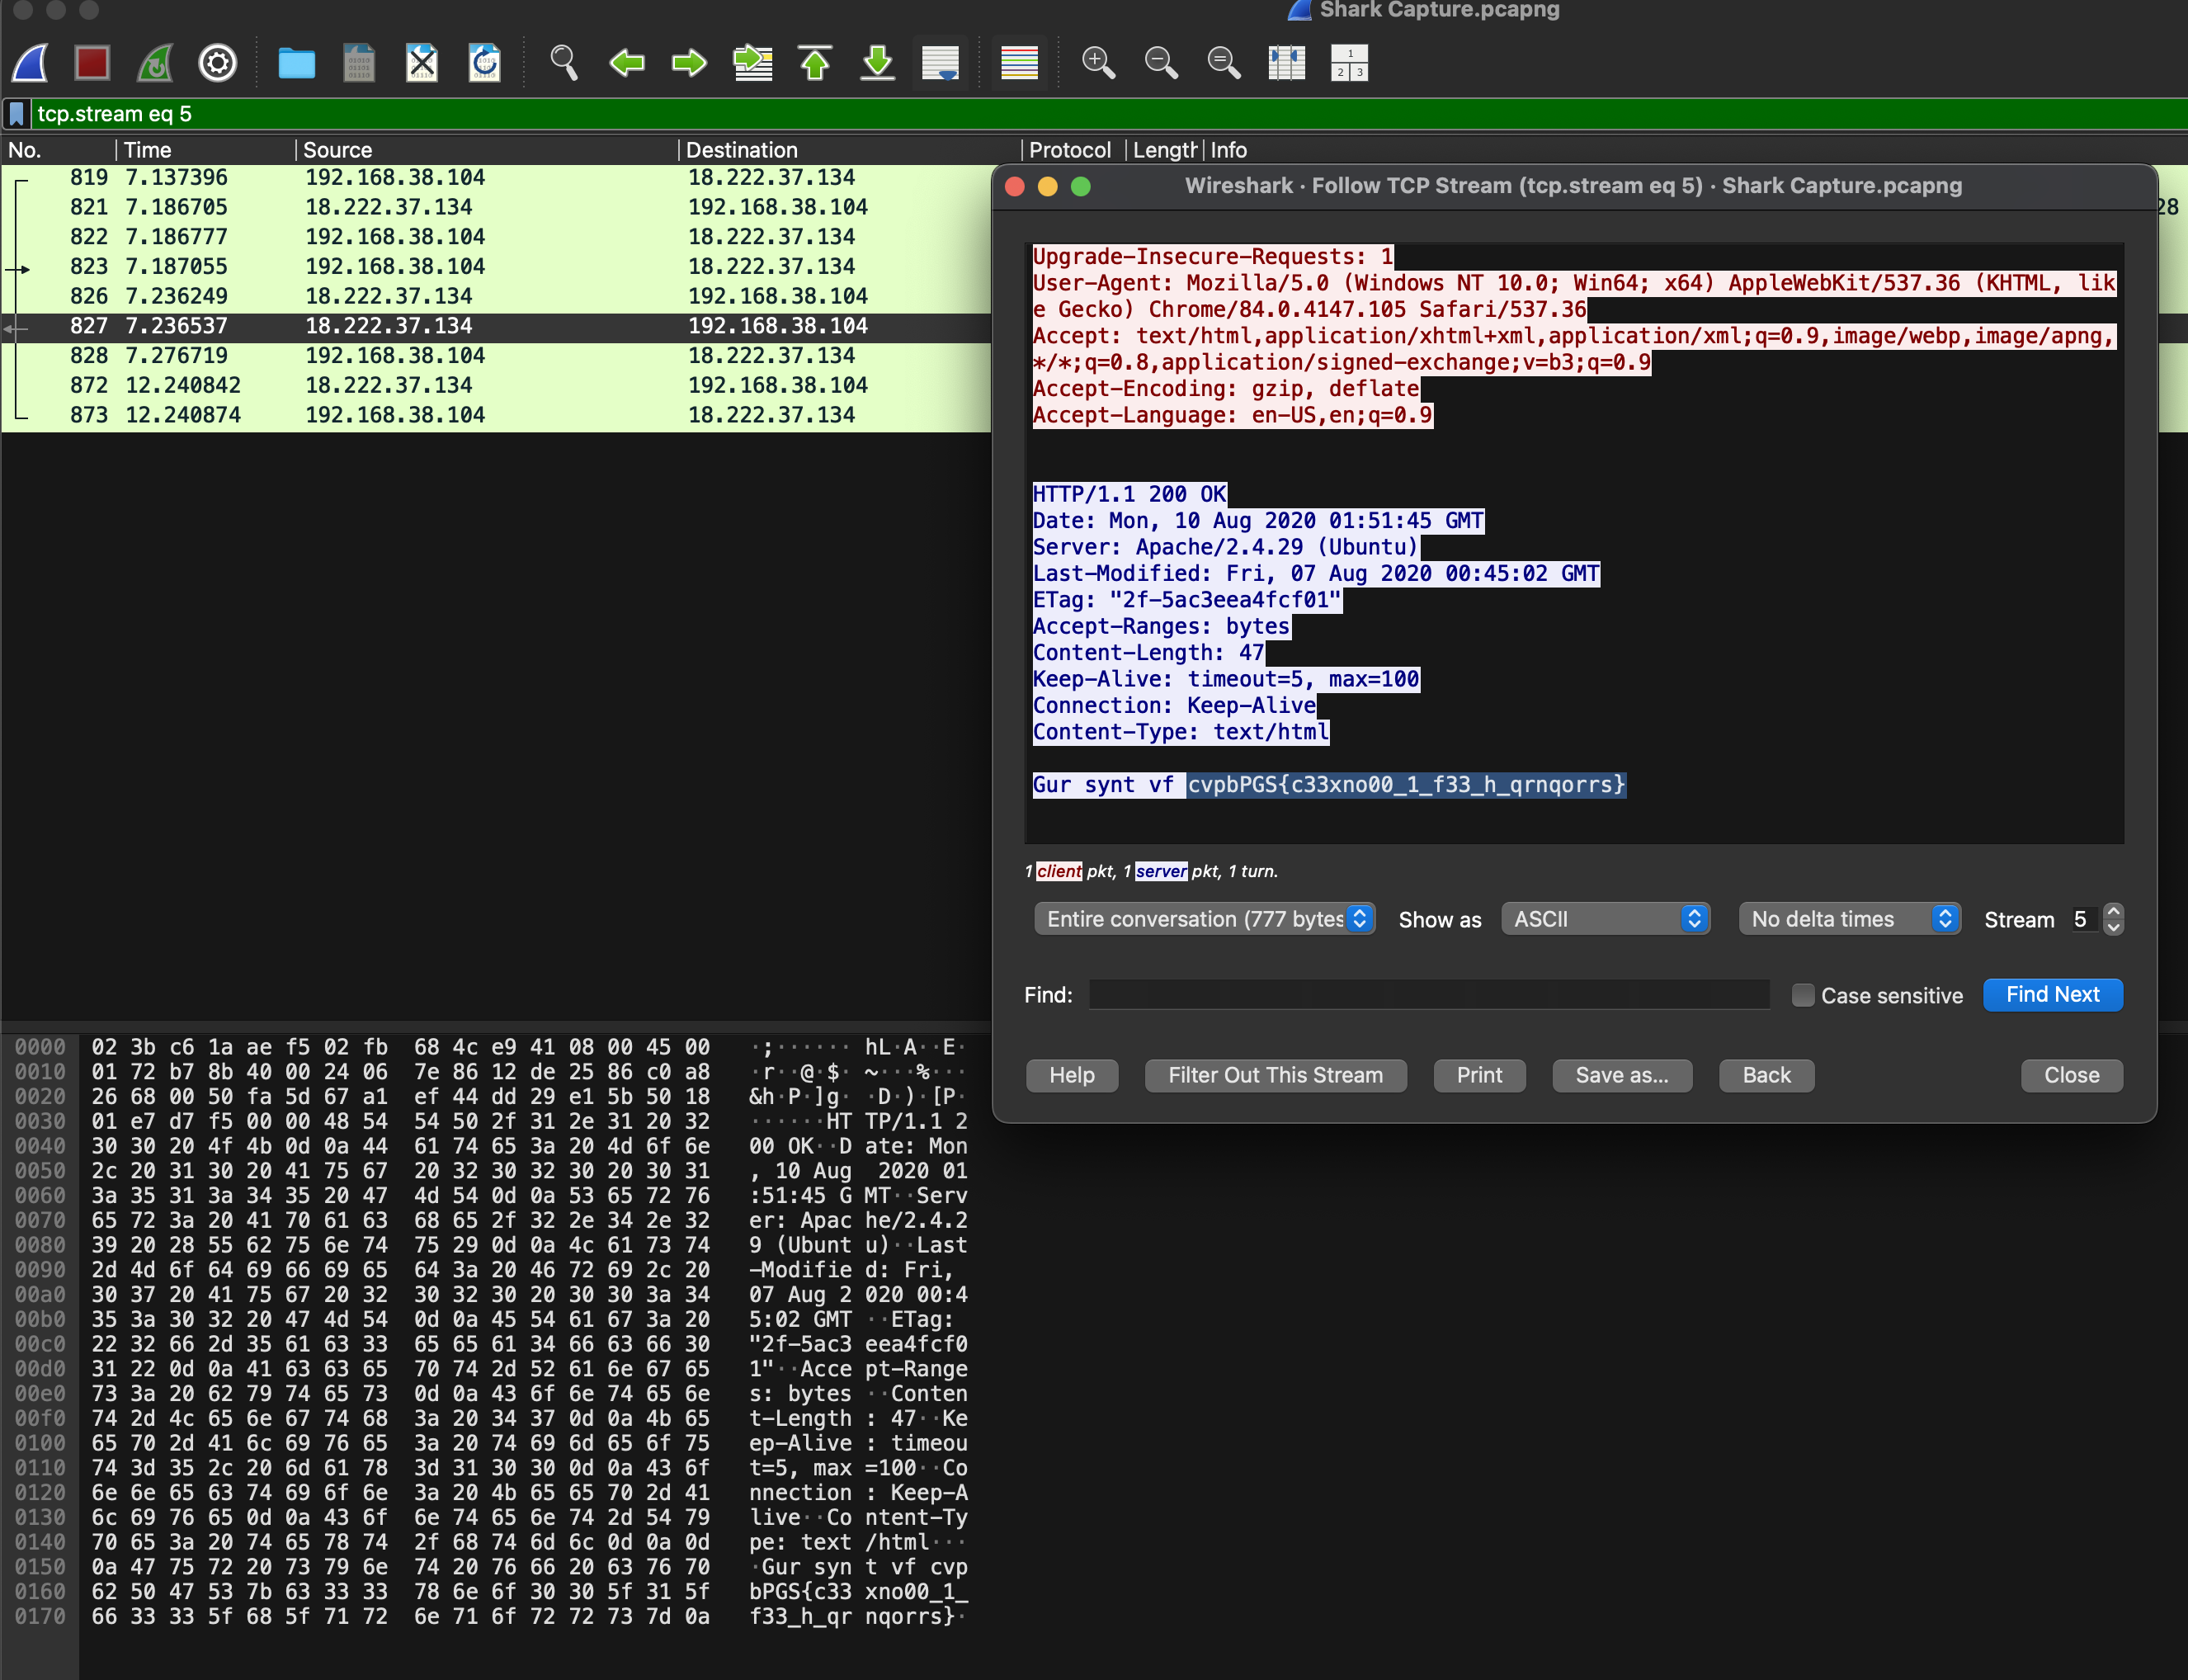 Shark Capture.pcapng
1
2 3
tcp.stream eq 5
No. Time Source Destination Protocol Length Info
819 7.137396 192.168.38.104 18.222.37.134
821 7.186705 18.222.37.134 192.168.38.104 28
822 7.186777 192.168.38.104 18.222.37.134
823 7.187055 192.168.38.104 18.222.37.134
826 7.236249 18.222.37.134 192.168.38.104
827 7.236537 18.222.37.134 192.168.38.104
828 7.276719 192.168.38.104 18.222.37.134
872 12.240842 18.222.37.134 192.168.38.104
873 12.240874 192.168.38.104 18.222.37.134
Wireshark · Follow TCP Stream (tcp.stream eq 5) · Shark Capture.pcapng
Upgrade-Insecure-Requests: 1
User-Agent: Mozilla/5.0 (Windows NT 10.0; Win64; x64) AppleWebKit/537.36 (KHTML, lik
e Gecko) Chrome/84.0.4147.105 Safari/537.36
Accept: text/html,application/xhtml+xml,application/xml;q=0.9,image/webp,image/apng,
*/*;q=0.8,application/signed-exchange;v=b3;q=0.9
Accept-Encoding: gzip, deflate
Accept-Language: en-US,en;q=0.9
HTTP/1.1 200 OK
Date: Mon, 10 Aug 2020 01:51:45 GMT
Server: Apache/2.4.29 (Ubuntu)
Last-Modified: Fri, 07 Aug 2020 00:45:02 GMT
ETag: "2f-5ac3eea4fcf01"
Accept-Ranges: bytes
Content-Length: 47
Keep-Alive: timeout=5, max=100
Connection: Keep-Alive
Content-Type: text/html
Gur synt vf cvpbPGS{c33xno00_1_f33_h_qrnqorrs}
1 client pkt, 1 server pkt, 1 turn.
Entire conversation (777 bytes Show as ASCII No delta times Stream 5
Find: Case sensitive Find Next
Help Filter Out This Stream Print Save as... Back Close
0000 02 3b c6 1a ae f5 02 fb 68 4c e9 41 08 00 45 00 ·;······ hL·A··E·
0010 01 72 b7 8b 40 00 24 06 7e 86 12 de 25 86 c0 a8 ·r··@·$· ~···%···
0020 26 68 00 50 fa 5d 67 a1 ef 44 dd 29 e1 5b 50 18 &h·P·]g· ·D·)·[P·
0030 01 e7 d7 f5 00 00 48 54 54 50 2f 31 2e 31 20 32 ······HT TP/1.1 2
0040 30 30 20 4f 4b 0d 0a 44 61 74 65 3a 20 4d 6f 6e 00 OK··D ate: Mon
0050 2c 20 31 30 20 41 75 67 20 32 30 32 30 20 30 31 , 10 Aug 2020 01
0060 3a 35 31 3a 34 35 20 47 4d 54 0d 0a 53 65 72 76 :51:45 G MT··Serv
0070 65 72 3a 20 41 70 61 63 68 65 2f 32 2e 34 2e 32 er: Apac he/2.4.2
0080 39 20 28 55 62 75 6e 74 75 29 0d 0a 4c 61 73 74 9 (Ubunt u)··Last
0090 2d 4d 6f 64 69 66 69 65 64 3a 20 46 72 69 2c 20 -Modifie d: Fri,
00a0 30 37 20 41 75 67 20 32 30 32 30 20 30 30 3a 34 07 Aug 2 020 00:4
00b0 35 3a 30 32 20 47 4d 54 0d 0a 45 54 61 67 3a 20 5:02 GMT ··ETag:
00c0 22 32 66 2d 35 61 63 33 65 65 61 34 66 63 66 30 "2f-5ac3 eea4fcf0
00d0 31 22 0d 0a 41 63 63 65 70 74 2d 52 61 6e 67 65 1"··Acce pt-Range
00e0 73 3a 20 62 79 74 65 73 0d 0a 43 6f 6e 74 65 6e s: bytes ··Conten
00f0 74 2d 4c 65 6e 67 74 68 3a 20 34 37 0d 0a 4b 65 t-Length : 47··Ke
0100 65 70 2d 41 6c 69 76 65 3a 20 74 69 6d 65 6f 75 ep-Alive : timeou
0110 74 3d 35 2c 20 6d 61 78 3d 31 30 30 0d 0a 43 6f t=5, max =100··Co
0120 6e 6e 65 63 74 69 6f 6e 3a 20 4b 65 65 70 2d 41 nnection : Keep-A
0130 6c 69 76 65 0d 0a 43 6f 6e 74 65 6e 74 2d 54 79 live··Co ntent-Ty
0140 70 65 3a 20 74 65 78 74 2f 68 74 6d 6c 0d 0a 0d pe: text /html···
0150 0a 47 75 72 20 73 79 6e 74 20 76 66 20 63 76 70 ·Gur syn t vf cvp
0160 62 50 47 53 7b 63 33 33 78 6e 6f 30 30 5f 31 5f bPGS{c33 xno00_1_
0170 66 33 33 5f 68 5f 71 72 6e 71 6f 72 72 73 7d 0a f33_h_qr nqorrs}·